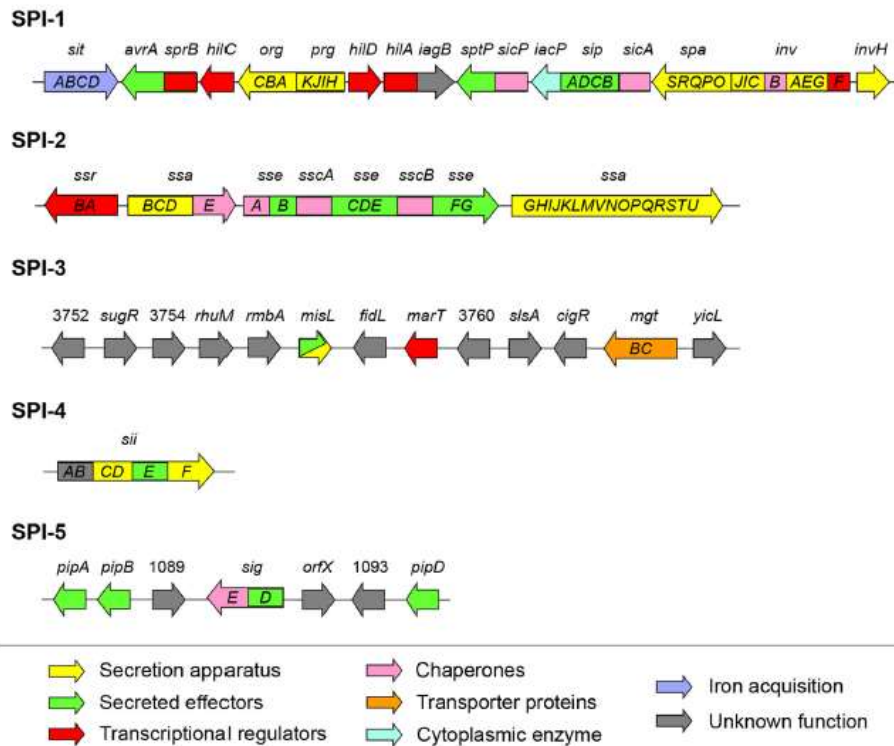 SPI-1
sit avrA sprB hilC org prg hilD hilA iagB sptP sicP iacP sip sicA spa inv invH
ABCD CBA KJIH ADCB SRQPO JIC B AEG F
SPI-2
ssr ssa sse sscA sse sscB sse ssa
BA BCD E A B CDE FG GHIJKLMVNOPQRSTU
SPI-3
3752 sugR 3754 rhuM rmbA misL fidL marT 3760 slsA cigR mgt yicL
BC
SPI-4
sii
AB CD E F
SPI-5
pipA pipB 1089 sig orfX 1093 pipD
E D
Secretion apparatus Chaperones Iron acquisition
Secreted effectors Transporter proteins Unknown function
Transcriptional regulators Cytoplasmic enzyme